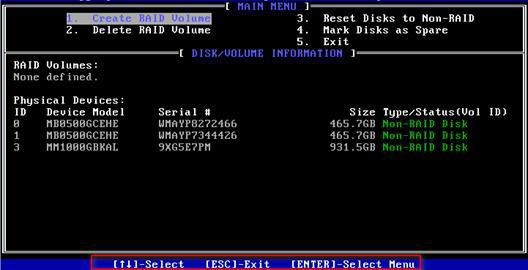 [ MAIN MENU ]
1. Create RAID Volume 3. Reset Disks to Non-RAID
2. Delete RAID Volume 4. Mark Disks as Spare
5. Exit
[ DISK/VOLUME INFORMATION ]
RAID Volumes:
None defined.
Physical Devices:
ID Device Model Serial # Size Type/Status(Vol ID)
0 MB0500GCEHE WMAYP8272466 465.7GB Non-RAID Disk
1 MB0500GCEHE WMAYP7344426 465.7GB Non-RAID Disk
3 MM1000GBKAL 9XG5E7PM 931.5GB Non-RAID Disk
[↑↓]-Select [ESC]-Exit [ENTER]-Select Menu